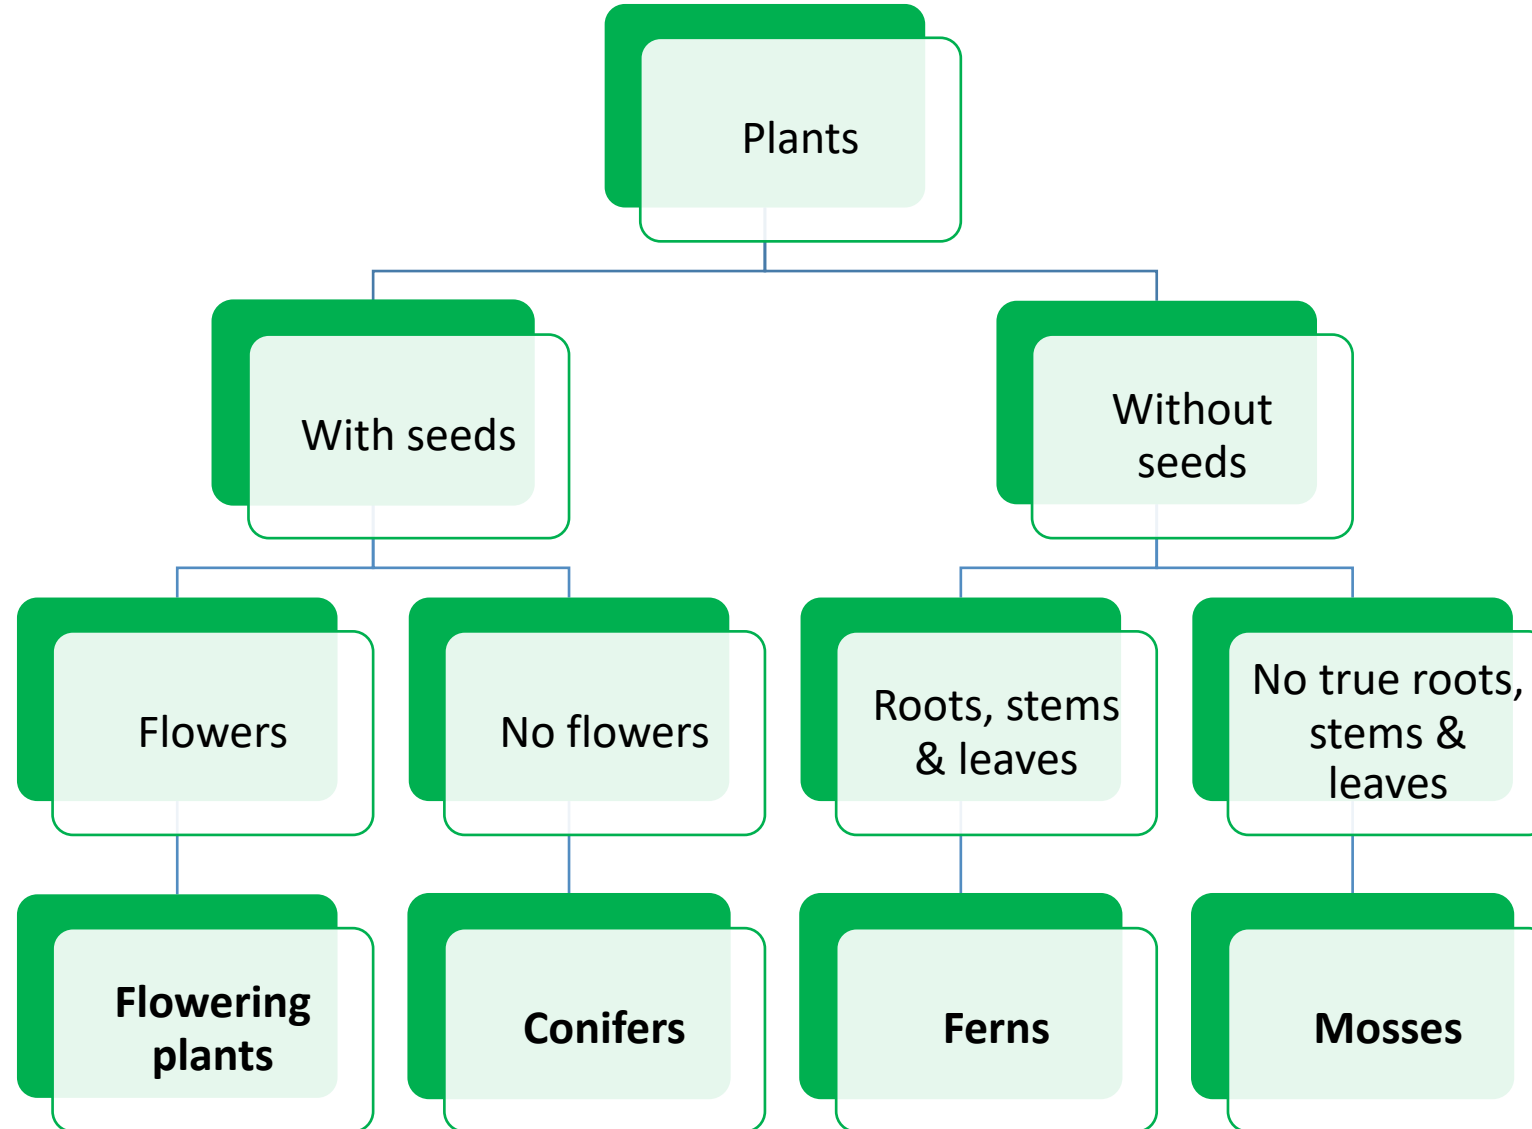 Plants
With seeds
Without
seeds
Flowers
No flowers
Roots, stems
& leaves
No true roots,
stems &
leaves
Flowering
plants
Conifers
Ferns
Mosses